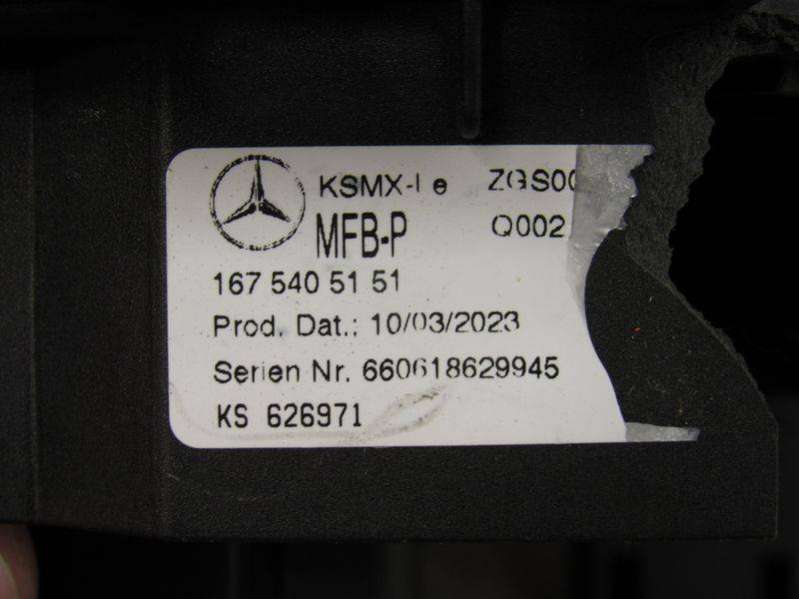 KSMX-I e ZGS00
MFB-P Q002
167 540 51 51
Prod. Dat.: 10/03/2023
Serien Nr. 660618629945
KS 626971